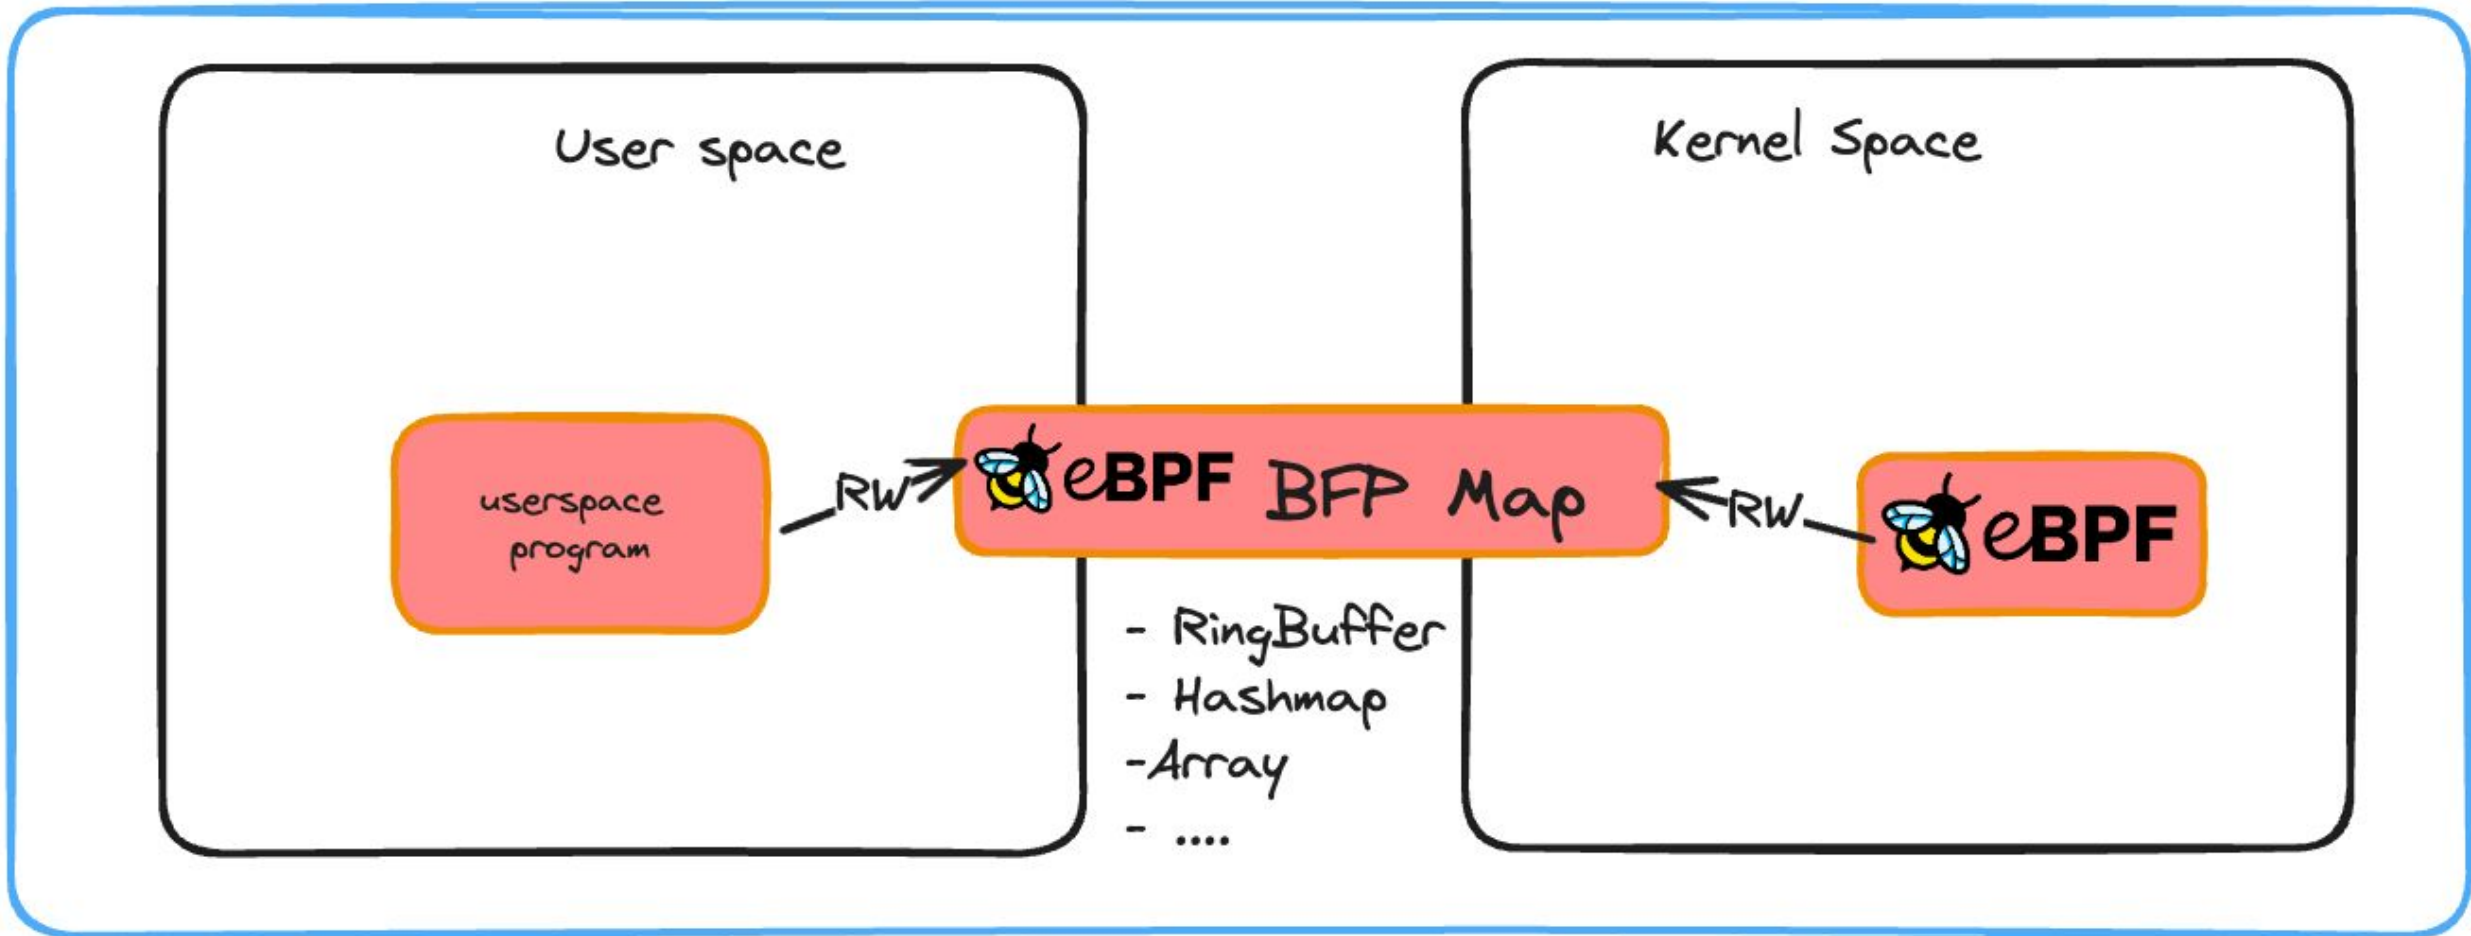 User space
Kernel Space
userspace
program
RW
eBPF BFP Map
RW
eBPF
- RingBuffer
- Hashmap
-Array
- ....